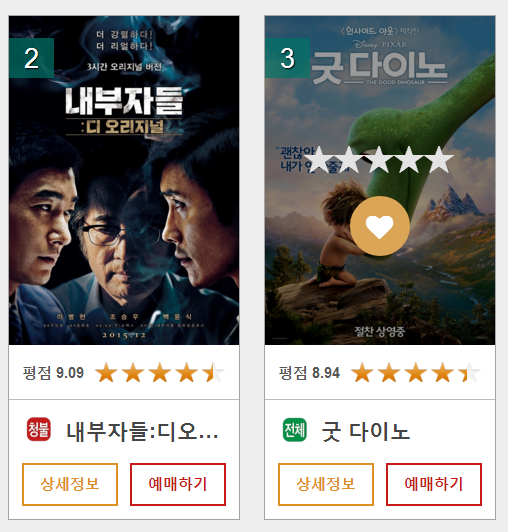 2
더 강렬하다!
더 리얼하다!
3시간 오리지널 버전
내부자들
:디 오리지널
이병헌 조승우 백윤식
2015.12
평점 9.09
청불
내부자들:디오...
상세정보
예매하기
3
<인사이드 아웃> 제작진
Disney PIXAR
굿 다이노
THE GOOD DINOSAUR
"괜찮아
내가
절찬 상영중
평점 8.94
전체
굿 다이노
상세정보
예매하기